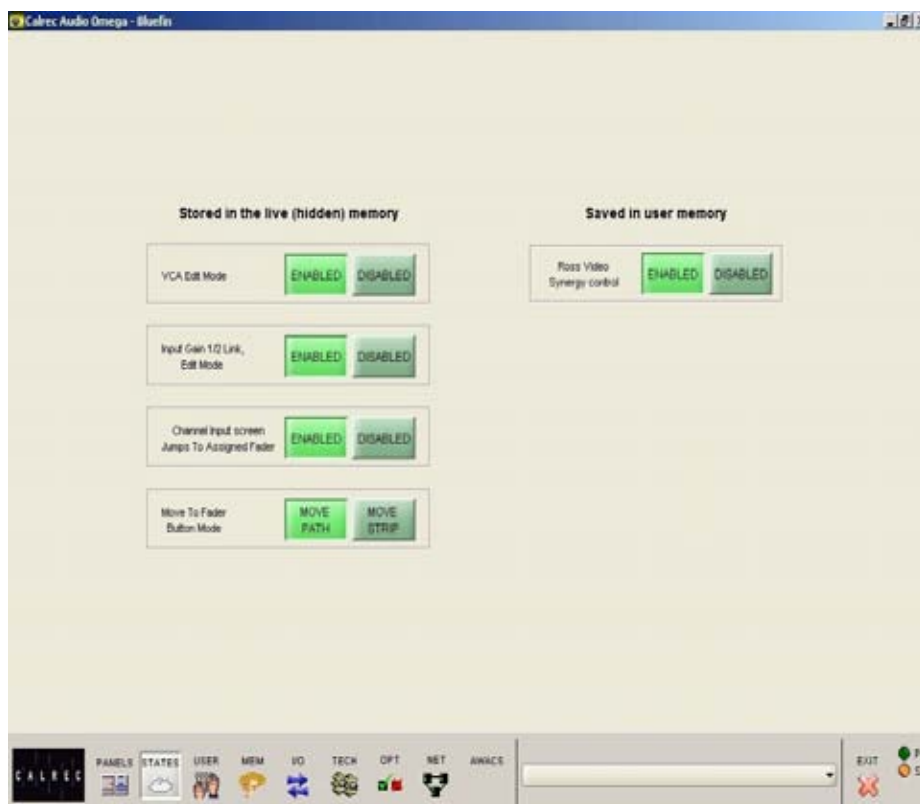 Calrec Audio Omega - Bluefin
Stored in the live (hidden) memory
Saved in user memory
VCA Edit Mode
ENABLED DISABLED
Ross Video
Synergy control
ENABLED DISABLED
Input Gain 1/2 Link,
Edit Mode
ENABLED DISABLED
Channel Input screen
Jumps To Assigned Fader
ENABLED DISABLED
Move To Fader
Button Mode
MOVE PATH
MOVE STRIP
CALREC
PANELS STATES USER MEM I/O TECH OPT NET AWACS
EXIT
P
S